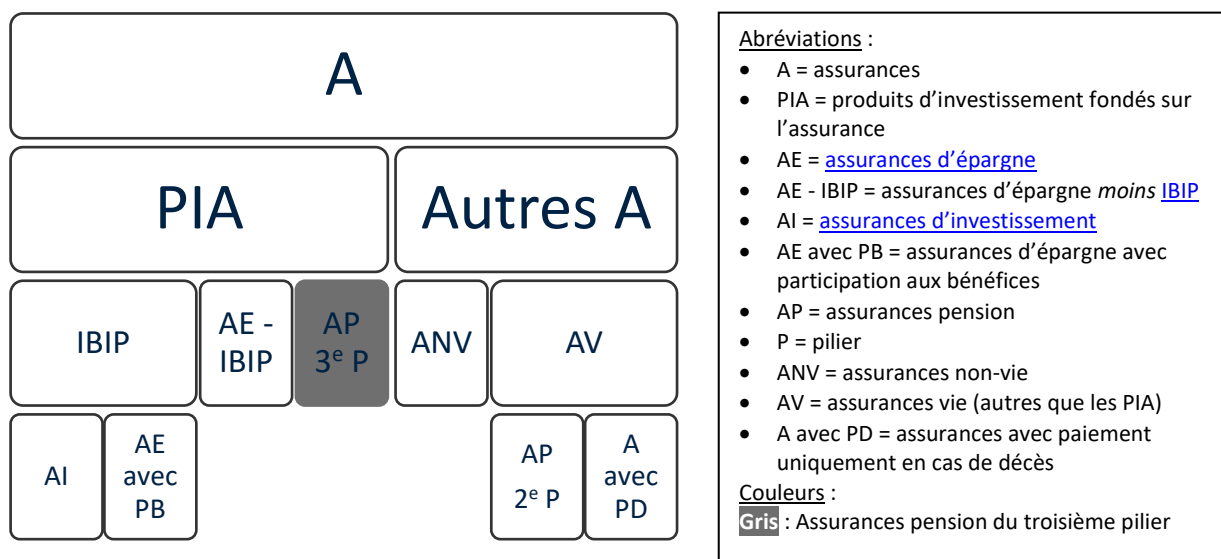 A
PIA
Autres A
IBIP
AE -
IBIP
AP
3e P
ANV
AV
AI
AE
avec
PB
AP
2e P
A
avec
PD
Abréviations :
• A = assurances
• PIA = produits d’investissement fondés sur
l’assurance
• AE = assurances d’épargne
• AE - IBIP = assurances d’épargne moins IBIP
• AI = assurances d’investissement
• AE avec PB = assurances d’épargne avec
participation aux bénéfices
• AP = assurances pension
• P = pilier
• ANV = assurances non-vie
• AV = assurances vie (autres que les PIA)
• A avec PD = assurances avec paiement
uniquement en cas de décès
Couleurs :
Gris : Assurances pension du troisième pilier